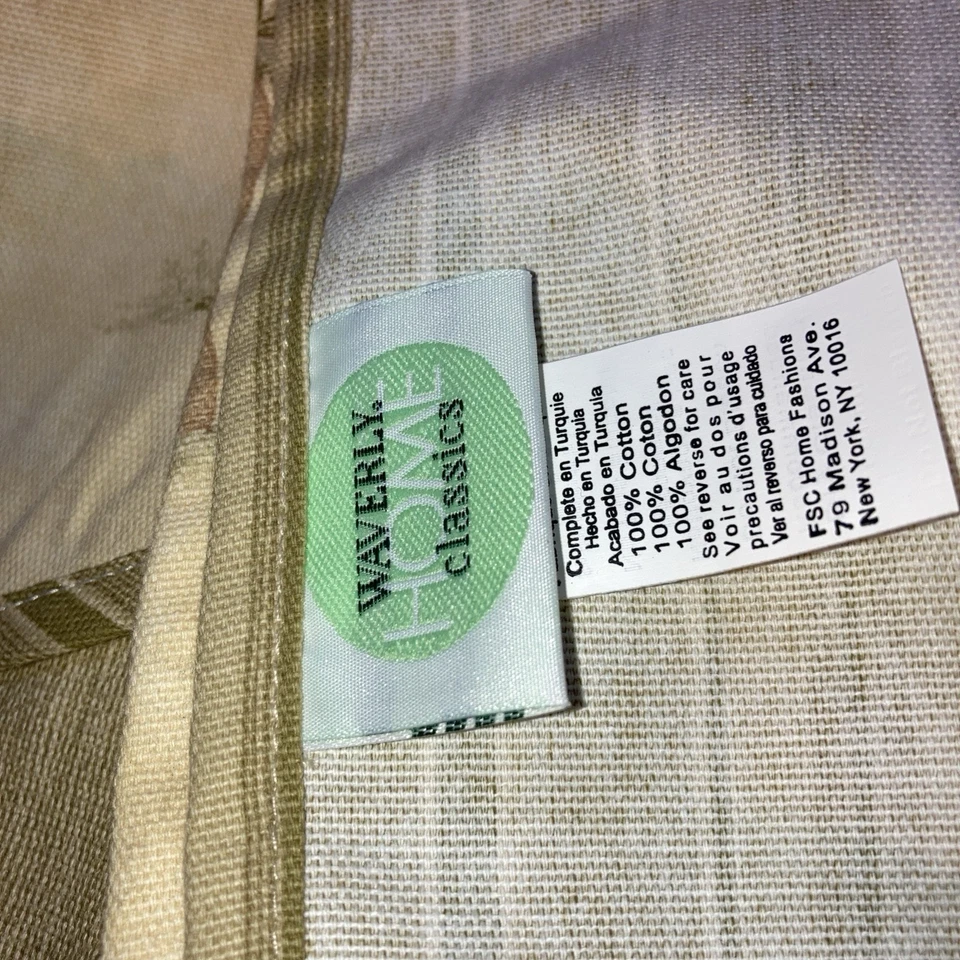 WAVERLY.
HOME
classics
Complete en Turquie
Hecho en Turquia
Acabado en Turquia
100% Cotton
100% Coton
100% Algodon
See reverse for care
Voir au dos pour
precautions d'usage
Ver al reverso para cuidado
FSC Home Fashions
79 Madison Ave.
New York, NY 10016